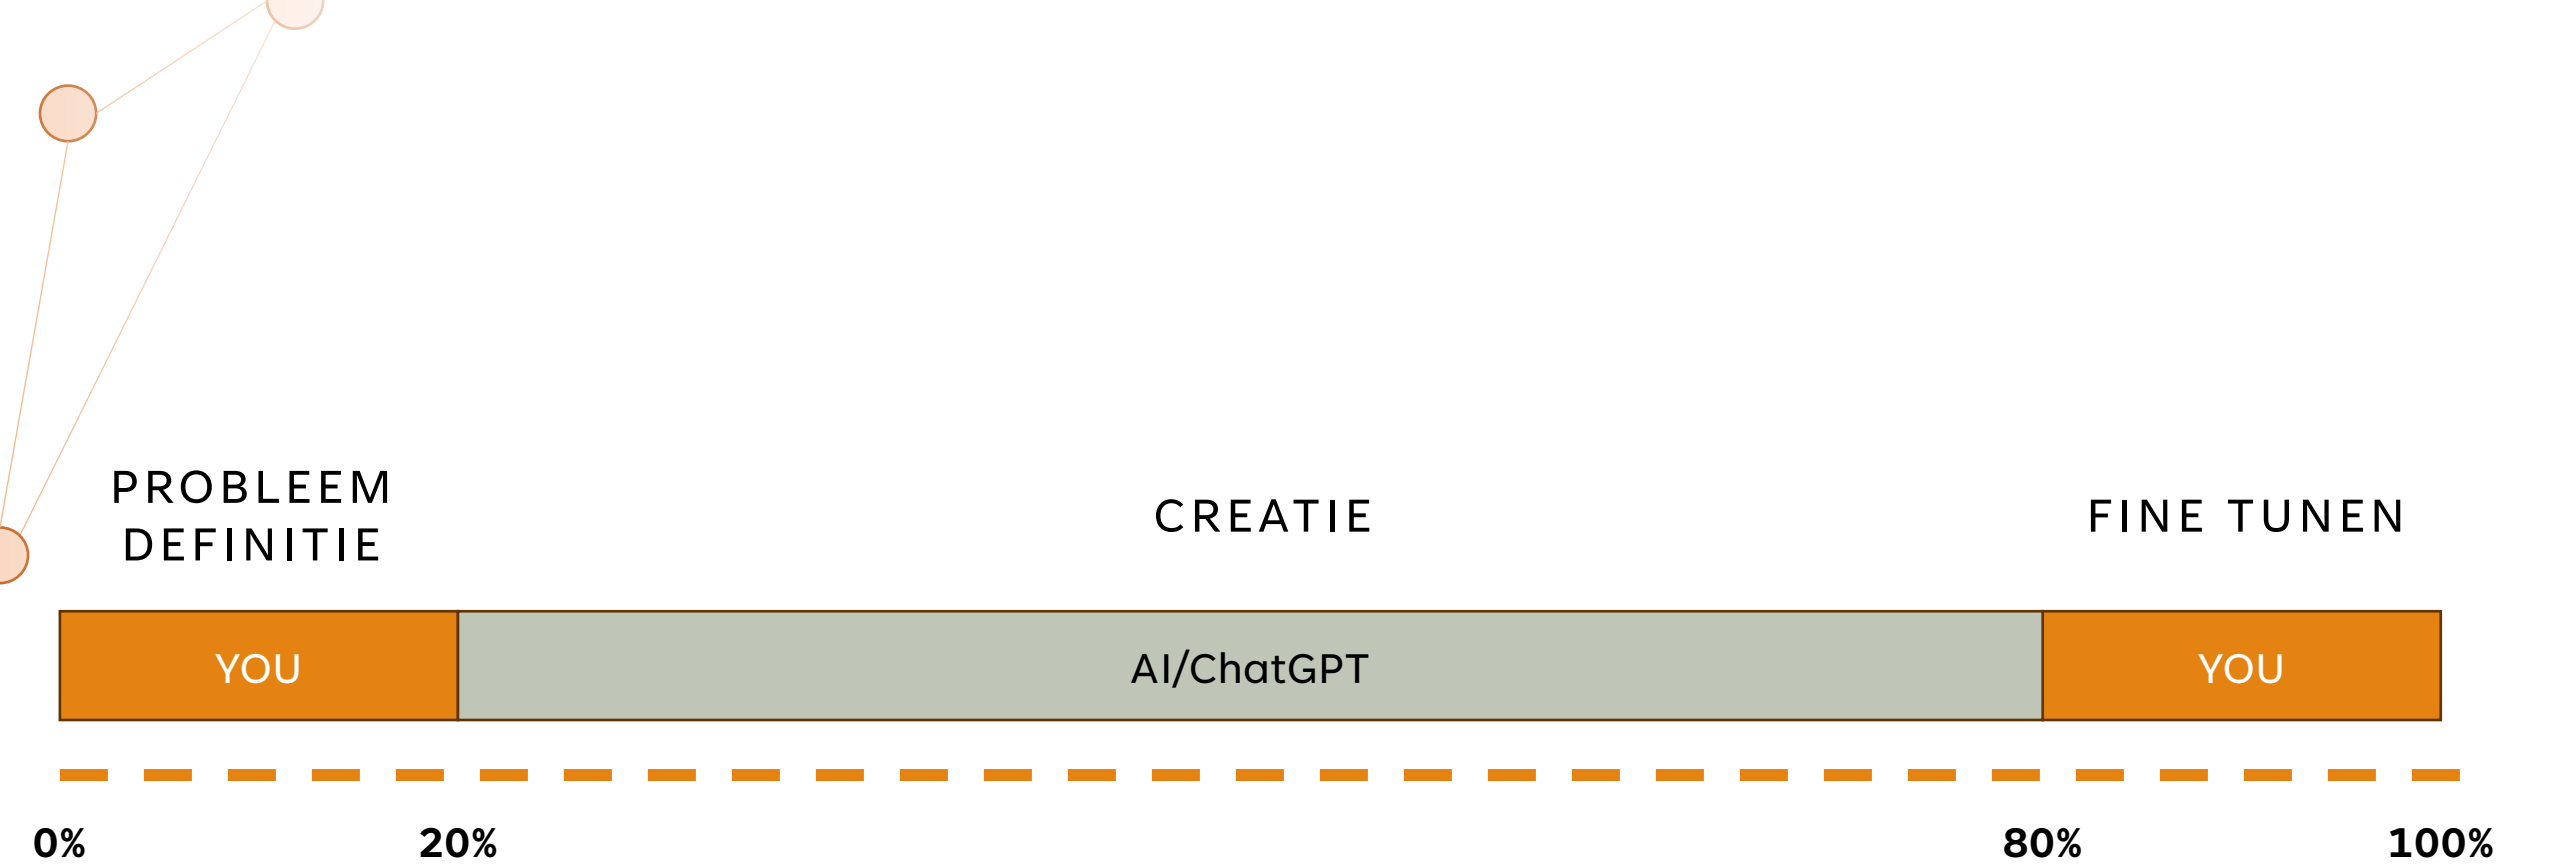 PROBLEEM
DEFINITIE
CREATIE
FINE TUNEN
YOU
AI/ChatGPT
YOU
0%
20%
80%
100%